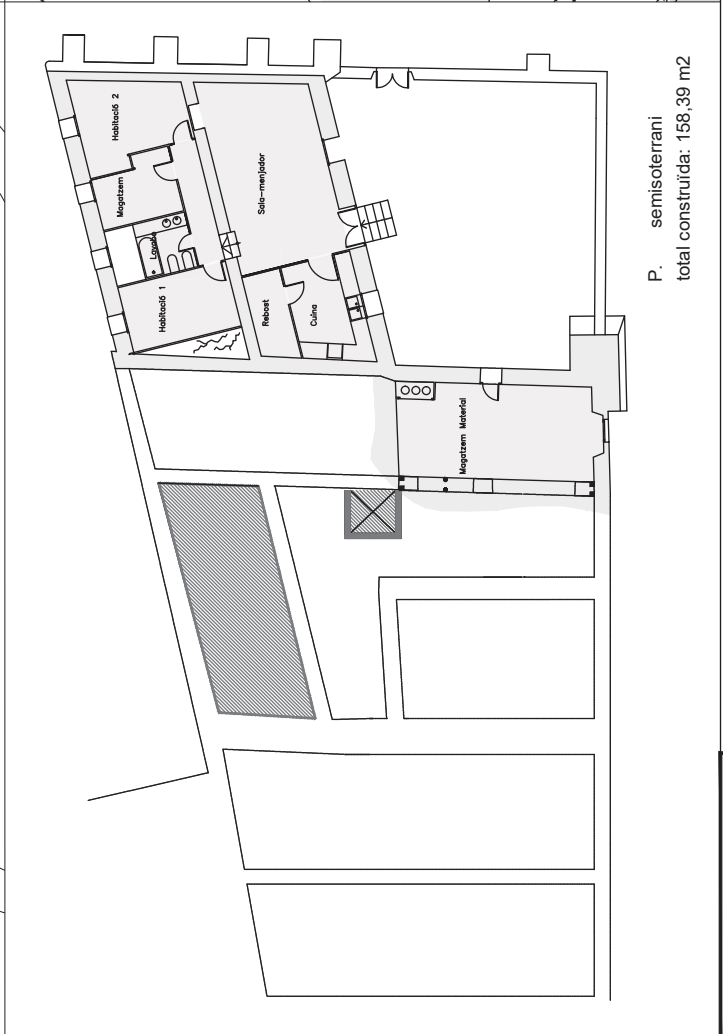 Habitació 2
Magatzem
Lavabo
Habitació 1
Sala-menjador
Rebost
Cuina
Magatzem Material
P. semisoterrani
total construïda: 158,39 m2